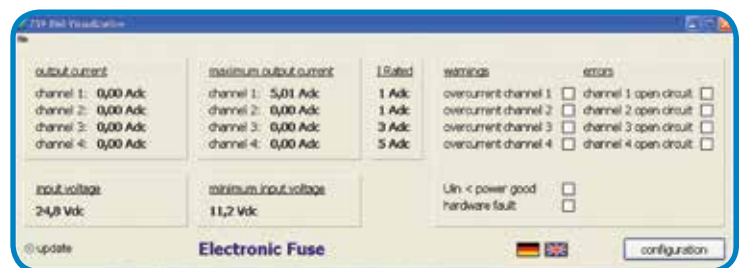 output current
channel 1: 0,00 Adc
channel 2: 0,00 Adc
channel 3: 0,00 Adc
channel 4: 0,00 Adc
maximum output current
channel 1: 5,01 Adc
channel 2: 0,00 Adc
channel 3: 0,00 Adc
channel 4: 0,00 Adc
I Rated
1 Adc
1 Adc
3 Adc
5 Adc
warnings
overcurrent channel 1
overcurrent channel 2
overcurrent channel 3
overcurrent channel 4
errors
channel 1 open circuit
channel 2 open circuit
channel 3 open circuit
channel 4 open circuit
input voltage
24,8 Vdc
minimum input voltage
11,2 Vdc
Uin < power good
hardware fault
update
Electronic Fuse
configuration